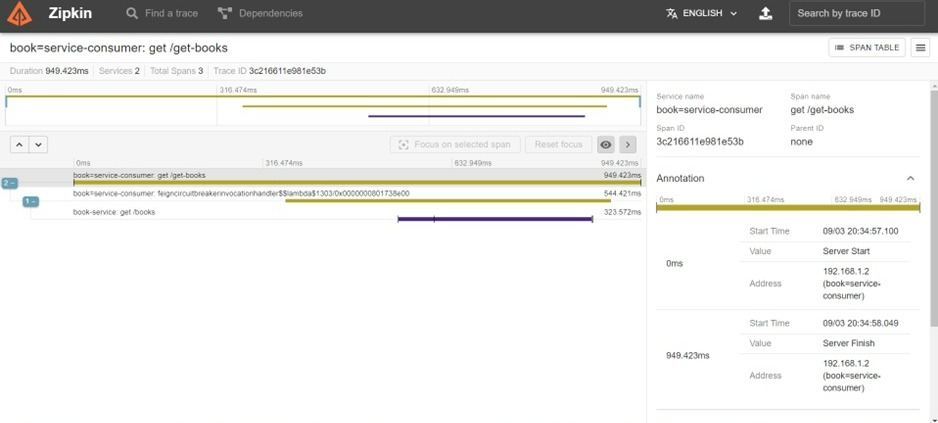 Zipkin
Find a trace
Dependencies
ENGLISH
Search by trace ID
book=service-consumer: get /get-books
SPAN TABLE
Duration 949.423ms Services 2 Total Spans 3 Trace ID 3c216611e981e53b
0ms 316.474ms 632.949ms 949.423ms
Focus on selected span
Reset focus
0ms 316.474ms 632.949ms 949.423ms
2 −
book=service-consumer: get /get-books 949.423ms
1 −
book=service-consumer: feigncircuitbreakerinvocationhandler$$lambda$1303/0x0000000801738e00 544.421ms
book-service: get /books 323.572ms
Service name Span name
book=service-consumer get /get-books
Span ID Parent ID
3c216611e981e53b none
Annotation
0ms 316.474ms 632.949ms 949.423ms
0ms
Start Time 09/03 20:34:57.100
Value Server Start
Address 192.168.1.2
(book=service-
consumer)
949.423ms
Start Time 09/03 20:34:58.049
Value Server Finish
Address 192.168.1.2
(book=service-
consumer)